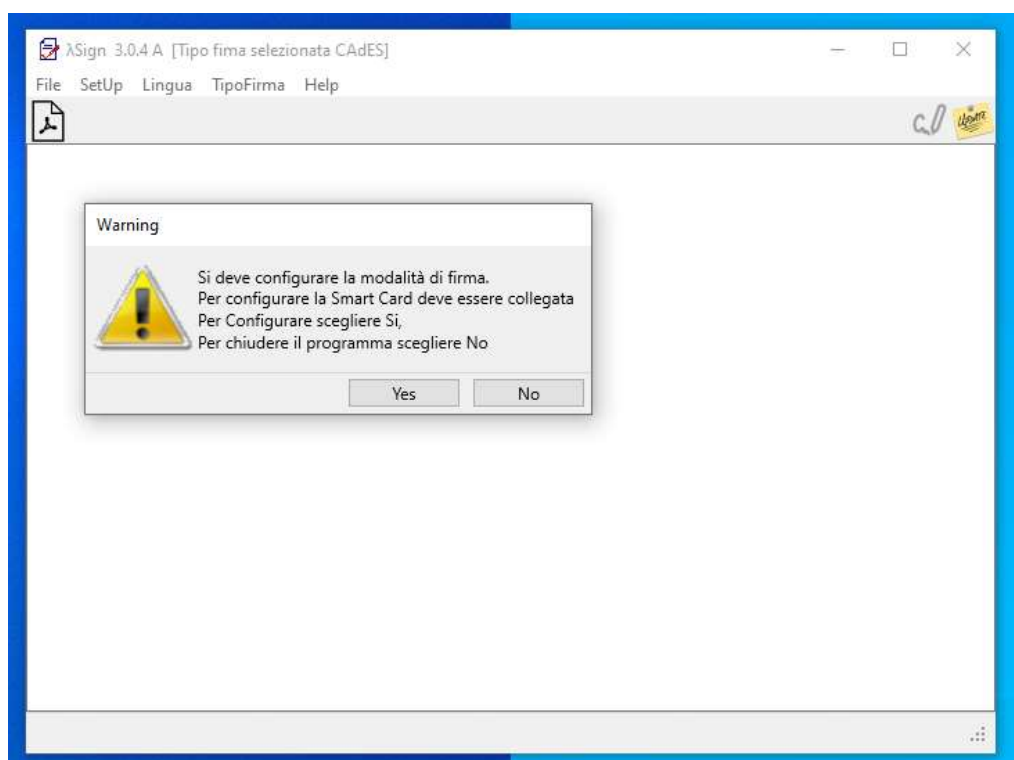 λSign 3.0.4 A [Tipo fima selezionata CAdES]
File SetUp Lingua TipoFirma Help
Warning
Si deve configurare la modalità di firma.
Per configurare la Smart Card deve essere collegata
Per Configurare scegliere Si,
Per chiudere il programma scegliere No
Yes No